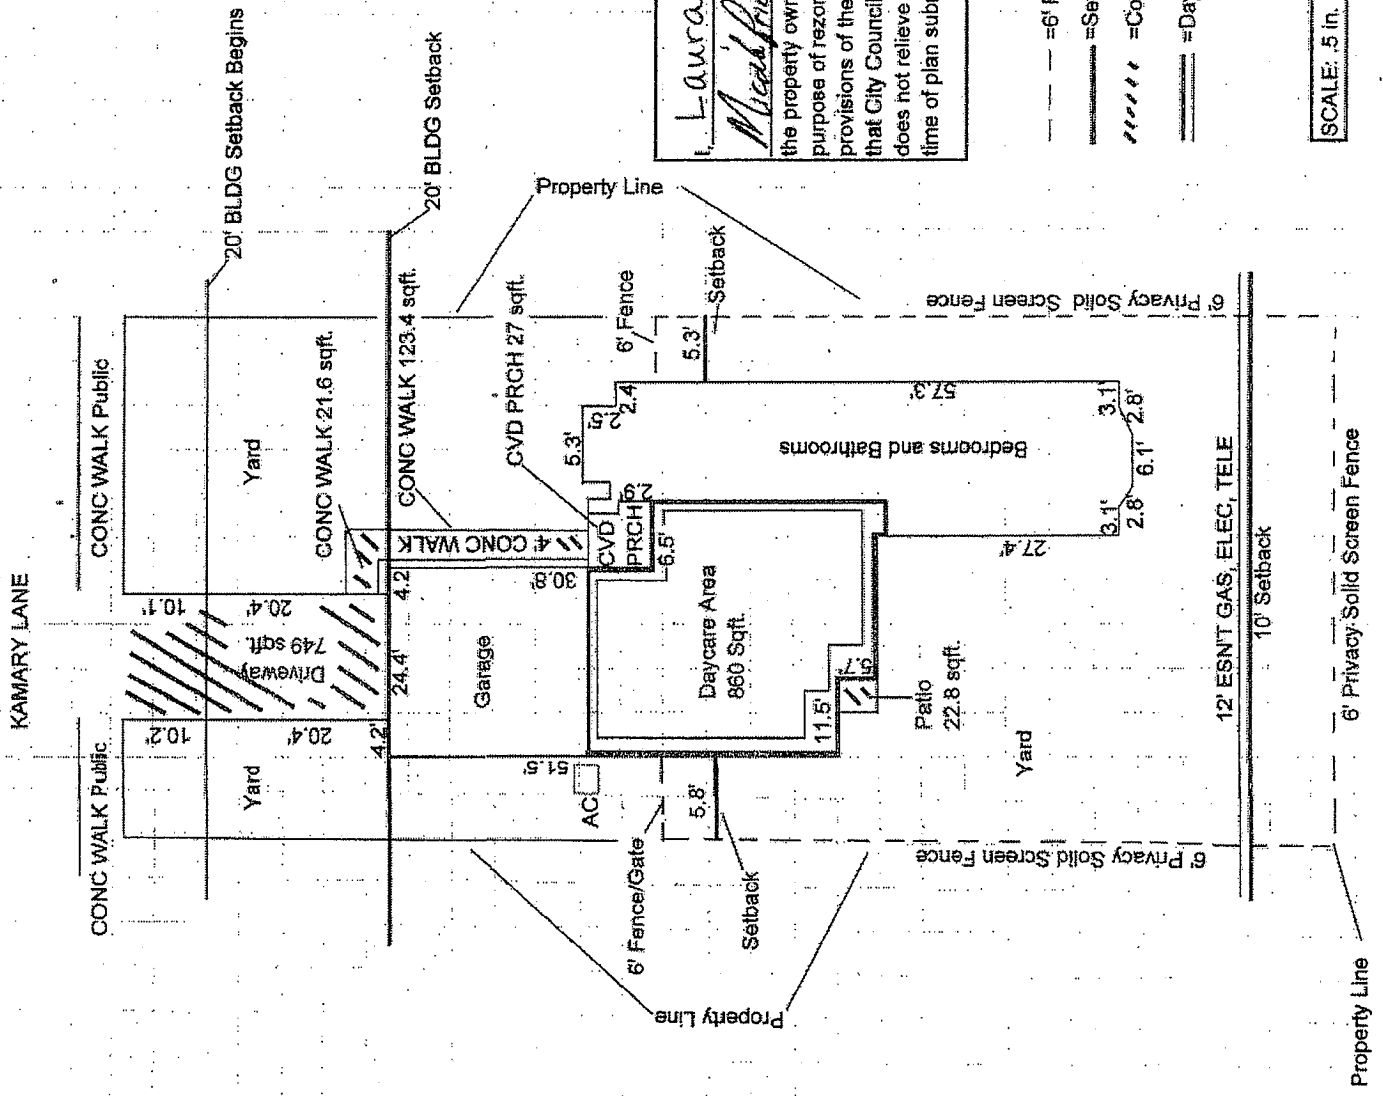 KAMARY LANE
CONC WALK Public
CONC WALK Public
20' BLDG Setback Begins
20' BLDG Setback
Yard
Yard
10.2'
20.4'
4.2'
10.1'
20.4'
Driveway
749 sqft.
24.4'
4.2
CONC WALK 21.6 sqft.
CONC WALK 123.4 sqft.
4' CONC WALK
CVD PRCH 27 sqft.
CVD
PRCH
Property Line
Garage
30.8'
51.5'
AC
5.3'
2.5'
2.4
2.9'
6.5'
6' Fence
5.3'
Setback
6' Fence/Gate
5.8'
Setback
Property Line
Daycare Area
860 Sqft.
11.5'
5.7'
Patio
22.8 sqft.
Bedrooms and Bathrooms
57.3'
27.4'
3.1'
2.8'
6.1'
2.8'
3.1'
Yard
6' Privacy Solid Screen Fence
6' Privacy Solid Screen Fence
12' ESN'T GAS, ELEC, TELE
10' Setback
6' Privacy Solid Screen Fence
Property Line
I, Laura
the property own
purpose of rezon
provisions of the
that City Council
does not relieve
time of plan subr
=6' F
=Se
=Co
=Day
SCALE: .5 in.